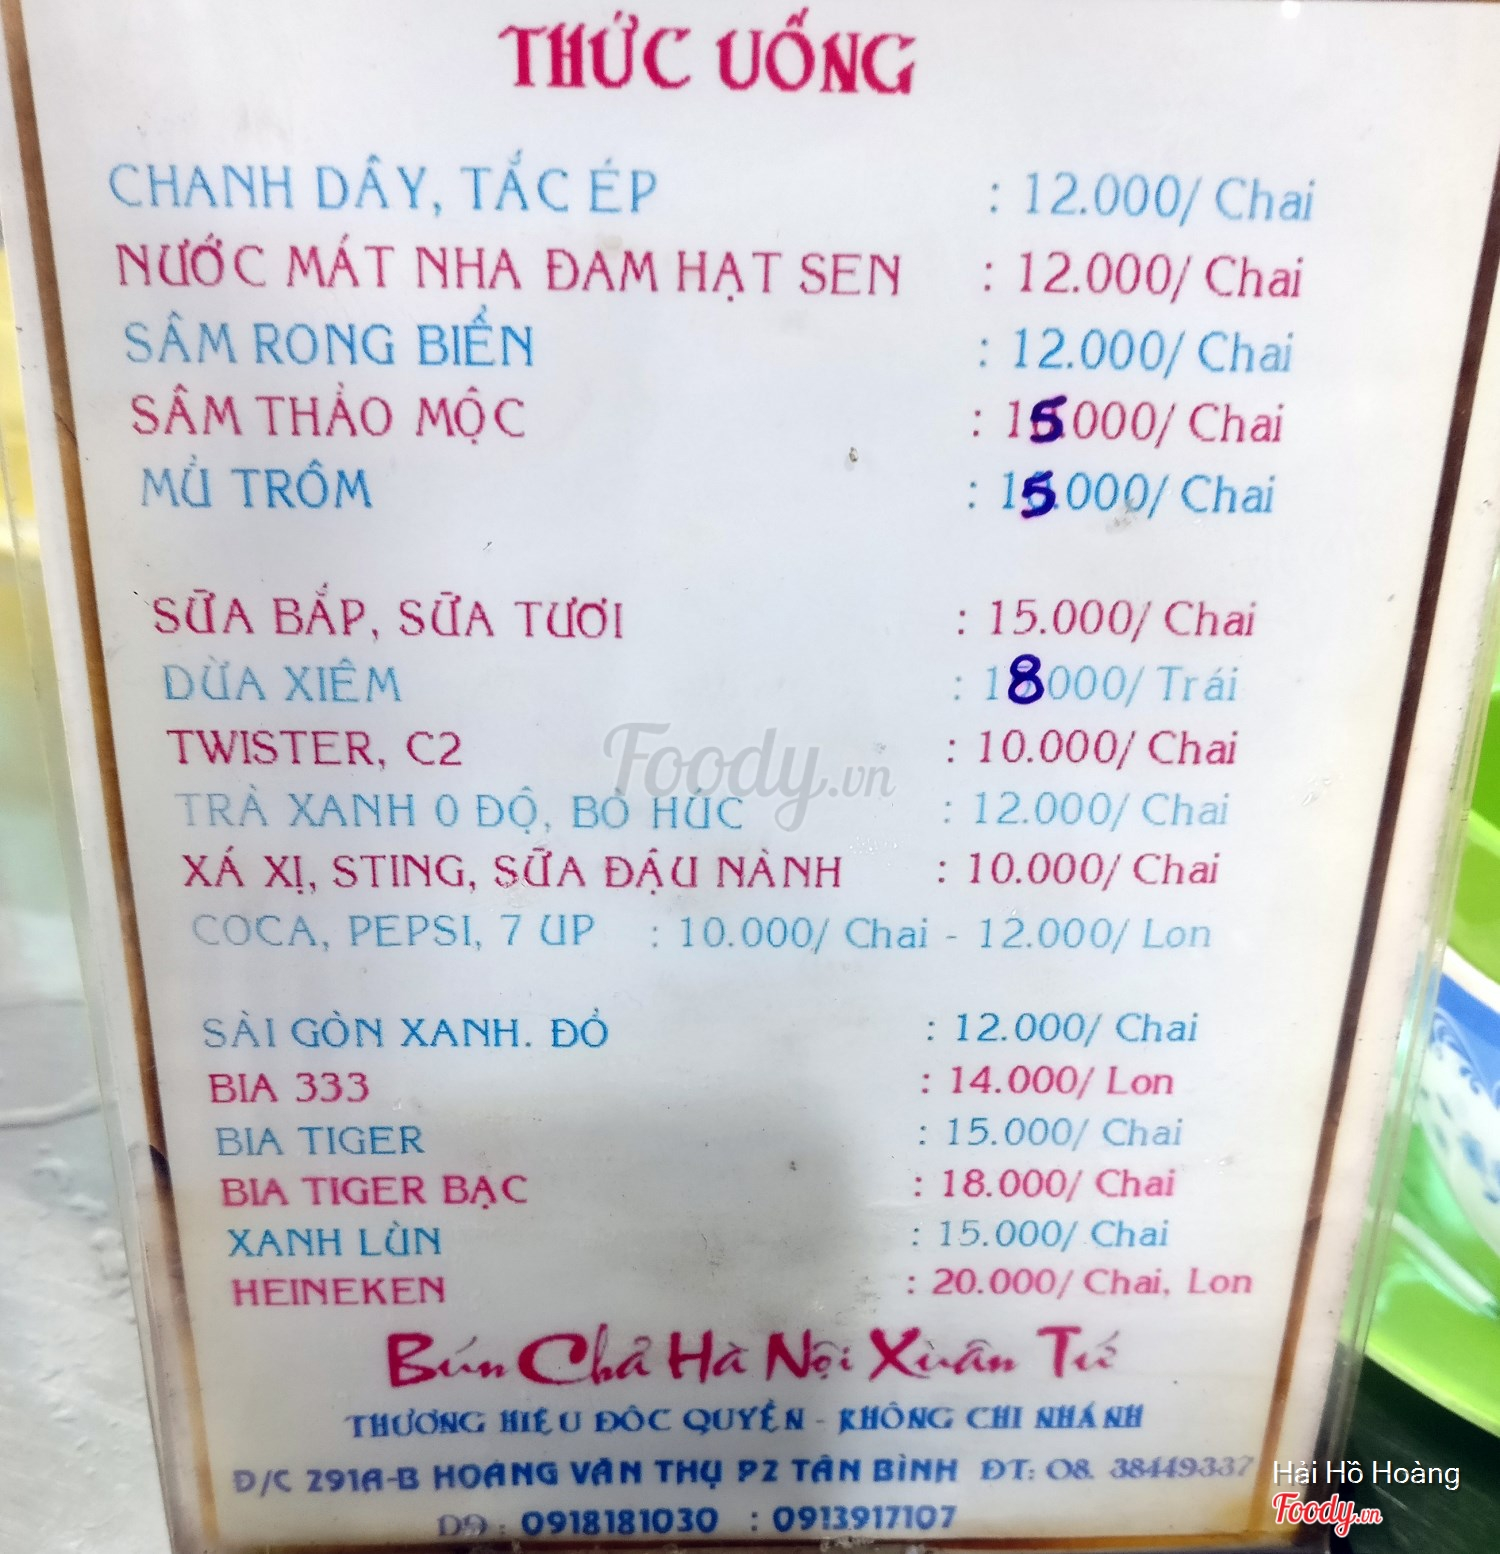 THỨC UỐNG
CHANH DÂY, TẮC ÉP : 12.000/ Chai
NƯỚC MÁT NHA ĐAM HẠT SEN : 12.000/ Chai
SÂM RONG BIỂN : 12.000/ Chai
SÂM THẢO MỘC : 15.000/ Chai
MỦ TRÔM : 15.000/ Chai
SỮA BẮP, SỮA TƯƠI : 15.000/ Chai
DỪA XIÊM : 18.000/ Trái
TWISTER, C2 : 10.000/ Chai
Foody.vn
TRÀ XANH 0 ĐỘ, BÒ HÚC : 12.000/ Chai
XÁ XỊ, STING, SỮA ĐẬU NÀNH : 10.000/ Chai
COCA, PEPSI, 7 UP : 10.000/ Chai - 12.000/ Lon
SÀI GÒN XANH. ĐỎ : 12.000/ Chai
BIA 333 : 14.000/ Lon
BIA TIGER : 15.000/ Chai
BIA TIGER BẠC : 18.000/ Chai
XANH LÙN : 15.000/ Chai
HEINEKEN : 20.000/ Chai, Lon
Bún Chả Hà Nội Xuân Tứ
THƯƠNG HIỆU ĐỘC QUYỀN - KHÔNG CHI NHÁNH
Đ/C 291A-B HOÀNG VĂN THỤ P2 TÂN BÌNH ĐT: 08. 38449337
DĐ : 0918181030 : 0913917107
Hải Hồ Hoàng
Foody.vn